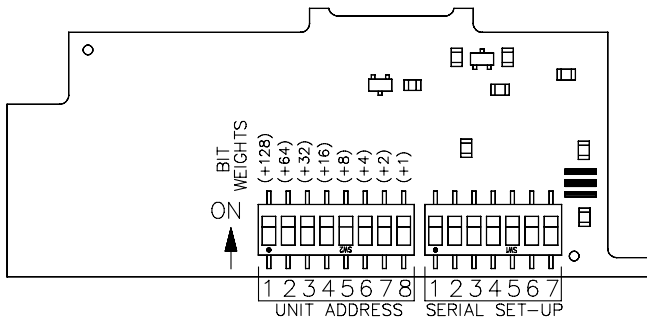 BIT
WEIGHTS
(+128)
(+64)
(+32)
(+16)
(+8)
(+4)
(+2)
(+1)
ON
SW2
SW1
1 2 3 4 5 6 7 8
1 2 3 4 5 6 7
UNIT ADDRESS
SERIAL SET-UP